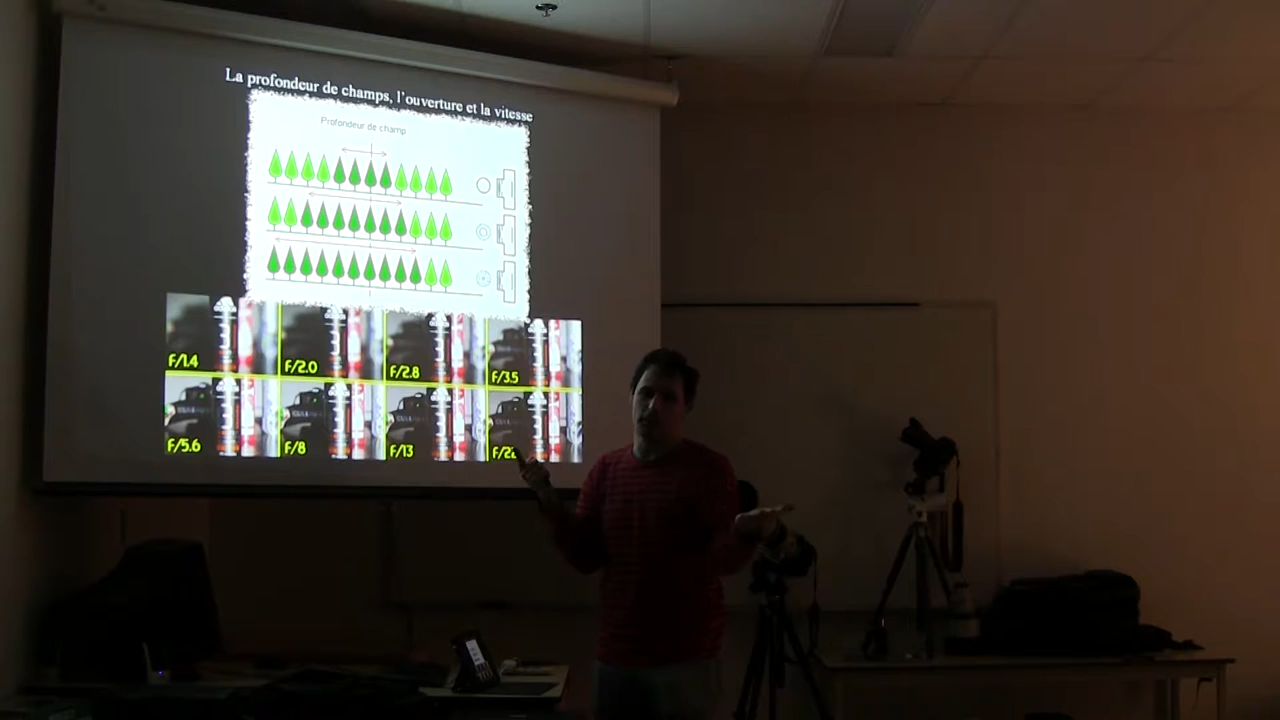 La profondeur de champs, l'ouverture et la vitesse
Profondeur de champ
F/1.4
F/2.0
F/2.8
F/3.5
F/5.6
F/8
F/13
F/22